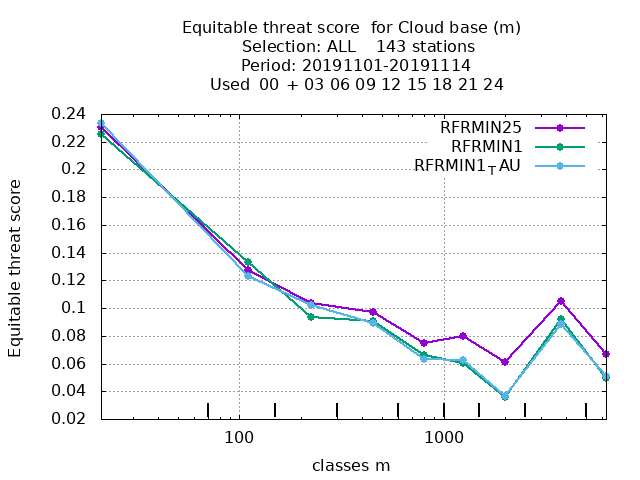 Equitable threat score  for Cloud base (m)
Selection: ALL    143 stations
Period: 20191101-20191114
Used  00 + 03 06 09 12 15 18 21 24
RFRMIN25
RFRMIN1
RFRMIN1TAU
Equitable threat score
0.24
0.22
0.2
0.18
0.16
0.14
0.12
0.1
0.08
0.06
0.04
0.02
100 1000
classes m